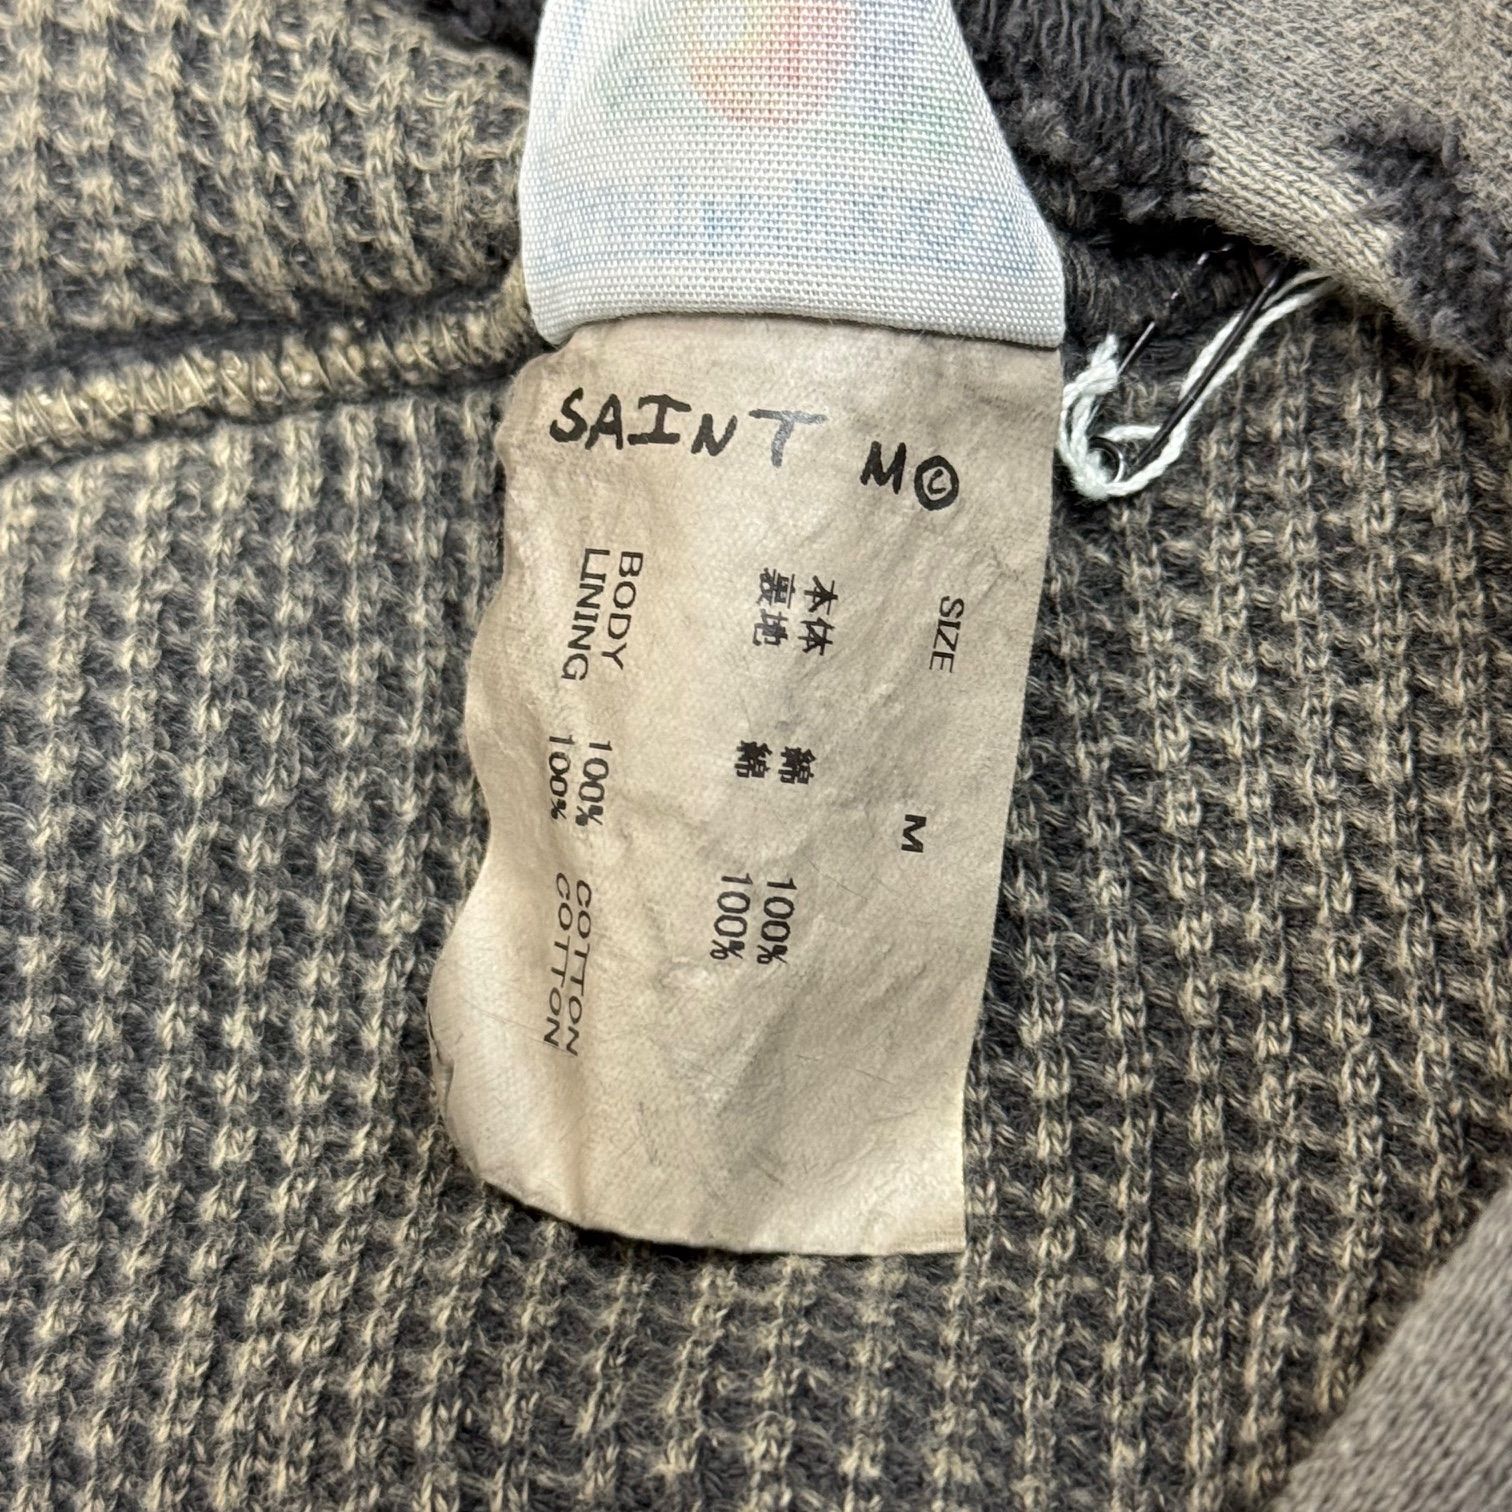 SAINT M©
SIZE M
本体 綿 100%
裏地 綿 100%
BODY 100% COTTON
LINING 100% COTTON